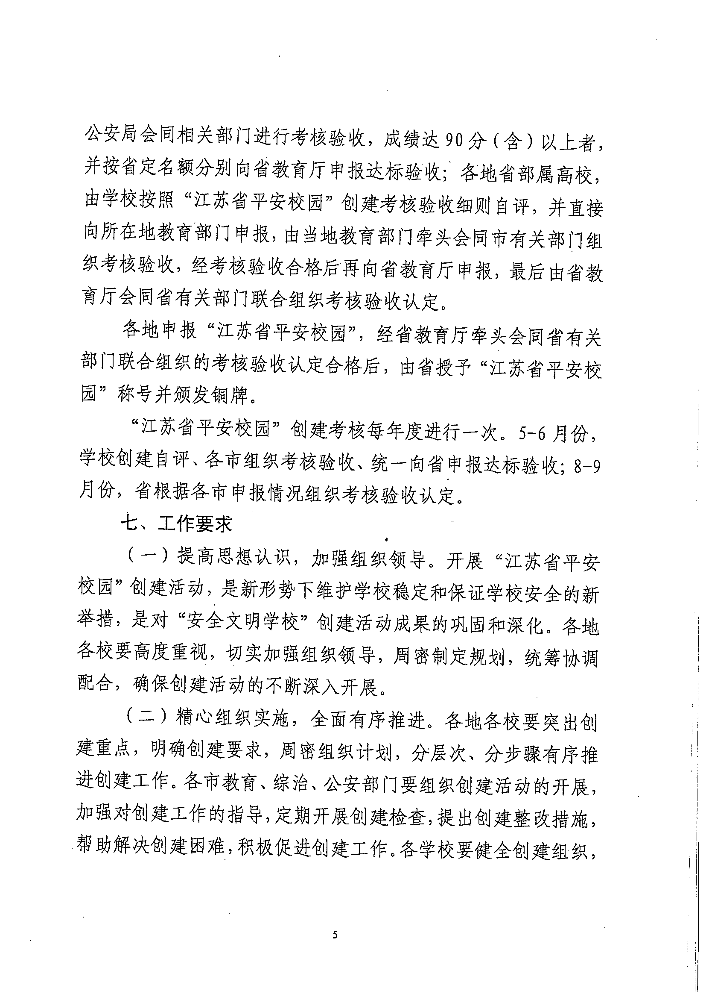 公安局会同相关部门进行考核验收，成绩达 90 分（含）以上者，
并按省定名额分别向省教育厅申报达标验收；各地省部属高校，
由学校按照“江苏省平安校园”创建考核验收细则自评，并直接
向所在地教育部门申报，由当地教育部门牵头会同市有关部门组
织考核验收，经考核验收合格后再向省教育厅申报，最后由省教
育厅会同省有关部门联合组织考核验收认定。
各地申报“江苏省平安校园”，经省教育厅牵头会同省有关
部门联合组织的考核验收认定合格后，由省授予“江苏省平安校
园”称号并颁发铜牌。
“江苏省平安校园”创建考核每年度进行一次。5-6 月份，
学校创建自评、各市组织考核验收、统一向省申报达标验收；8-9
月份，省根据各市申报情况组织考核验收认定。
七、工作要求
（一）提高思想认识，加强组织领导。开展“江苏省平安
校园”创建活动，是新形势下维护学校稳定和保证学校安全的新
举措，是对“安全文明学校”创建活动成果的巩固和深化。各地
各校要高度重视，切实加强组织领导，周密制定规划，统筹协调
配合，确保创建活动的不断深入开展。
（二）精心组织实施，全面有序推进。各地各校要突出创
建重点，明确创建要求，周密组织计划，分层次、分步骤有序推
进创建工作。各市教育、综治、公安部门要组织创建活动的开展，
加强对创建工作的指导，定期开展创建检查，提出创建整改措施，
帮助解决创建困难，积极促进创建工作。各学校要健全创建组织，
5